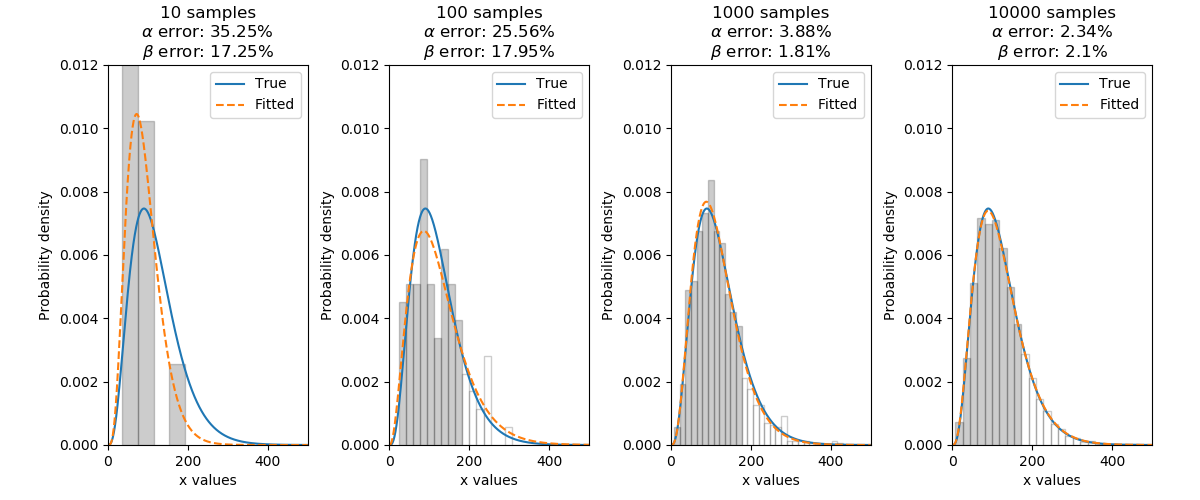 10 samples
α error: 35.25%
β error: 17.25%
0.012
0.010
0.008
0.006
0.004
0.002
0.000
Probability density
True
Fitted
0
200
400
x values
100 samples
α error: 25.56%
β error: 17.95%
0.012
0.010
0.008
0.006
0.004
0.002
0.000
Probability density
True
Fitted
0
200
400
x values
1000 samples
α error: 3.88%
β error: 1.81%
0.012
0.010
0.008
0.006
0.004
0.002
0.000
Probability density
True
Fitted
0
200
400
x values
10000 samples
α error: 2.34%
β error: 2.1%
0.012
0.010
0.008
0.006
0.004
0.002
0.000
Probability density
True
Fitted
0
200
400
x values